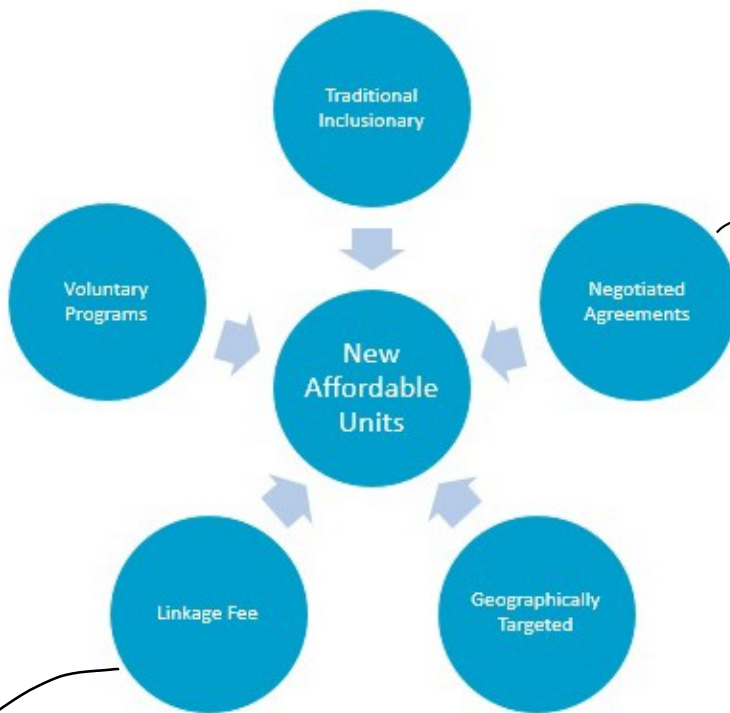 Traditional
Inclusionary
Voluntary
Programs
Negotiated
Agreements
New
Affordable
Units
Linkage Fee
Geographically
Targeted